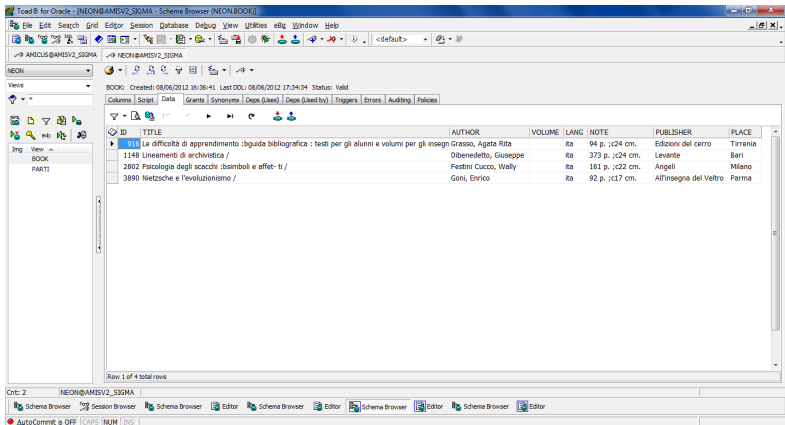 Toad® for Oracle - [NEON@AMISV2_SIGMA - Schema Browser (NEON.BOOK)]
File Edit Search Grid Editor Session Database Debug View Utilities eBiz Window Help
<default>
AMICUS@AMISV2_SIGMA NEON@AMISV2_SIGMA
NEON
Views
BOOK: Created: 08/06/2012 16:36:41 Last DDL: 08/06/2012 17:34:34 Status: Valid
Columns Script Data Grants Synonyms Deps (Uses) Deps (Used by) Triggers Errors Auditing Policies
Img View
BOOK
PARTI
ID TITLE AUTHOR VOLUME LANG NOTE PUBLISHER PLACE
916 Le difficoltà di apprendimento :bguida bibliografica : testi per gli alunni e volumi per gli insegn Grasso, Agata Rita ita 94 p. ;c24 cm. Edizioni del cerro Tirrenia
1148 Lineamenti di archivistica / Dibenedetto, Giuseppe ita 373 p. ;c24 cm. Levante Bari
2802 Psicologia degli scacchi :bsimboli e affet- ti / Festini Cucco, Wally ita 161 p. ;c22 cm. Angeli Milano
3890 Nietzsche e l'evoluzionismo / Goni, Enrico ita 92 p. ;c17 cm. All'insegna del Veltro Parma
Row 1 of 4 total rows
Cnt: 2 NEON@AMISV2_SIGMA
Schema Browser Session Browser Schema Browser Editor Schema Browser Editor Schema Browser Editor Schema Browser Editor
AutoCommit is OFF CAPS NUM INS